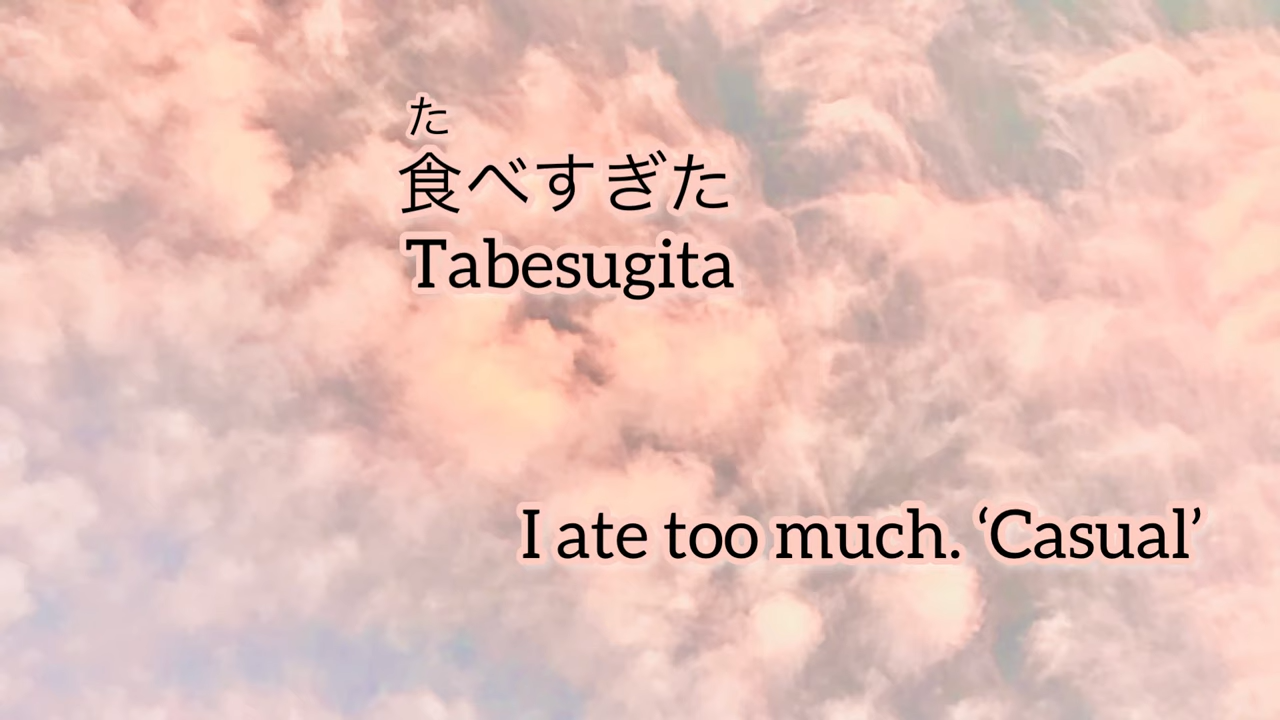 た
食べすぎた
Tabesugita
I ate too much. ‘Casual’